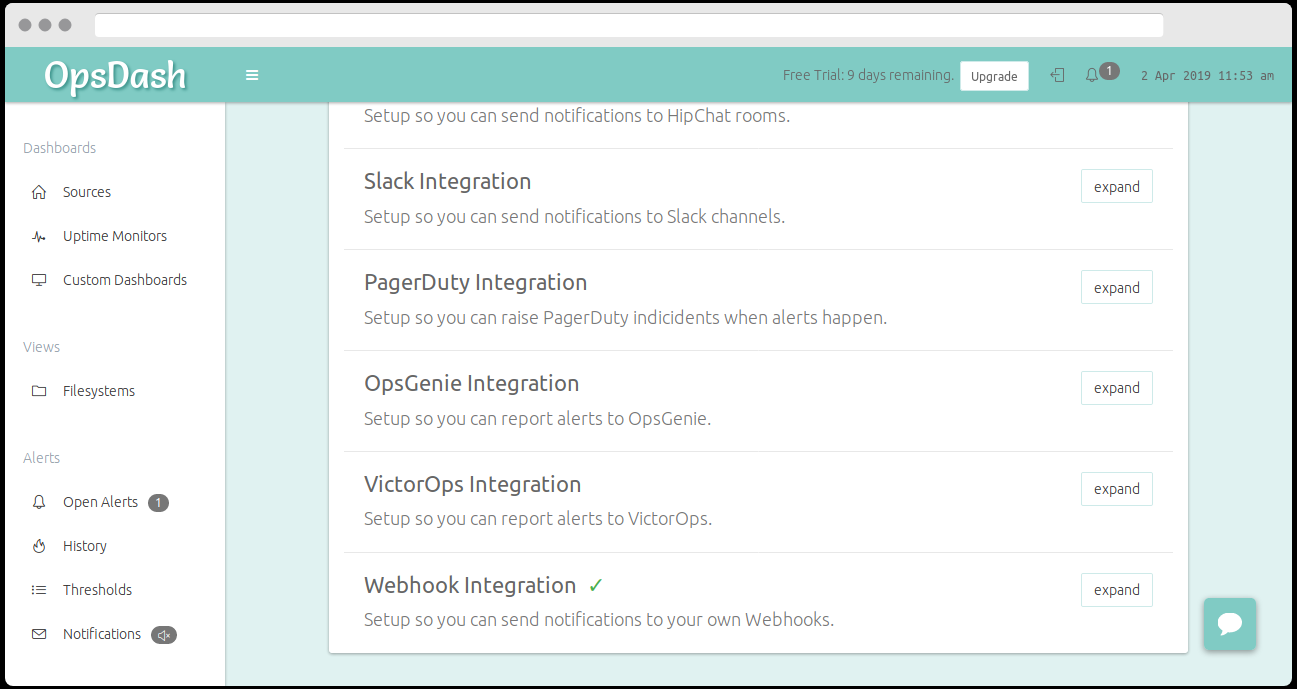 OpsDash
Free Trial: 9 days remaining. Upgrade 1 2 Apr 2019 11:53 am
Dashboards
Sources
Uptime Monitors
Custom Dashboards
Views
Filesystems
Alerts
Open Alerts 1
History
Thresholds
Notifications
Setup so you can send notifications to HipChat rooms.
Slack Integration
expand
Setup so you can send notifications to Slack channels.
PagerDuty Integration
expand
Setup so you can raise PagerDuty indicidents when alerts happen.
OpsGenie Integration
expand
Setup so you can report alerts to OpsGenie.
VictorOps Integration
expand
Setup so you can report alerts to VictorOps.
Webhook Integration ✓
expand
Setup so you can send notifications to your own Webhooks.